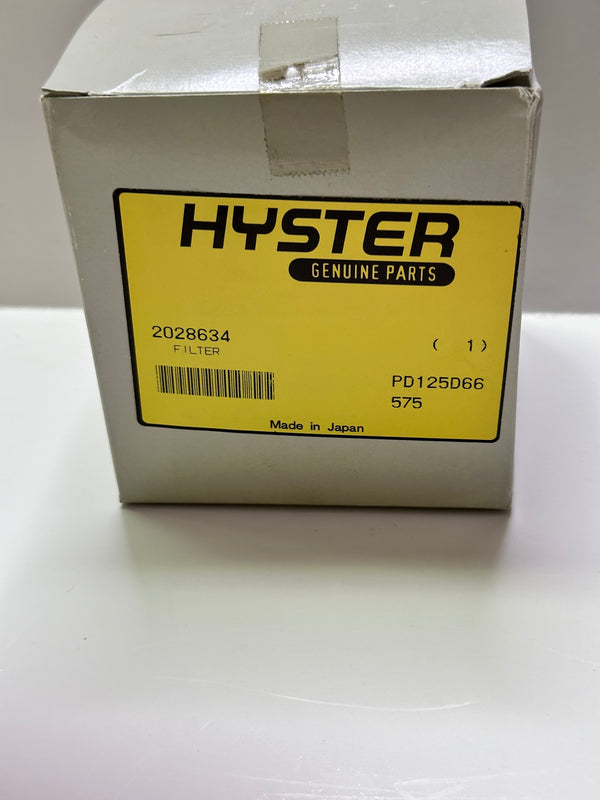 HYSTER
GENUINE PARTS
2028634
FILTER
( 1)
PD125D66
575
Made in Japan